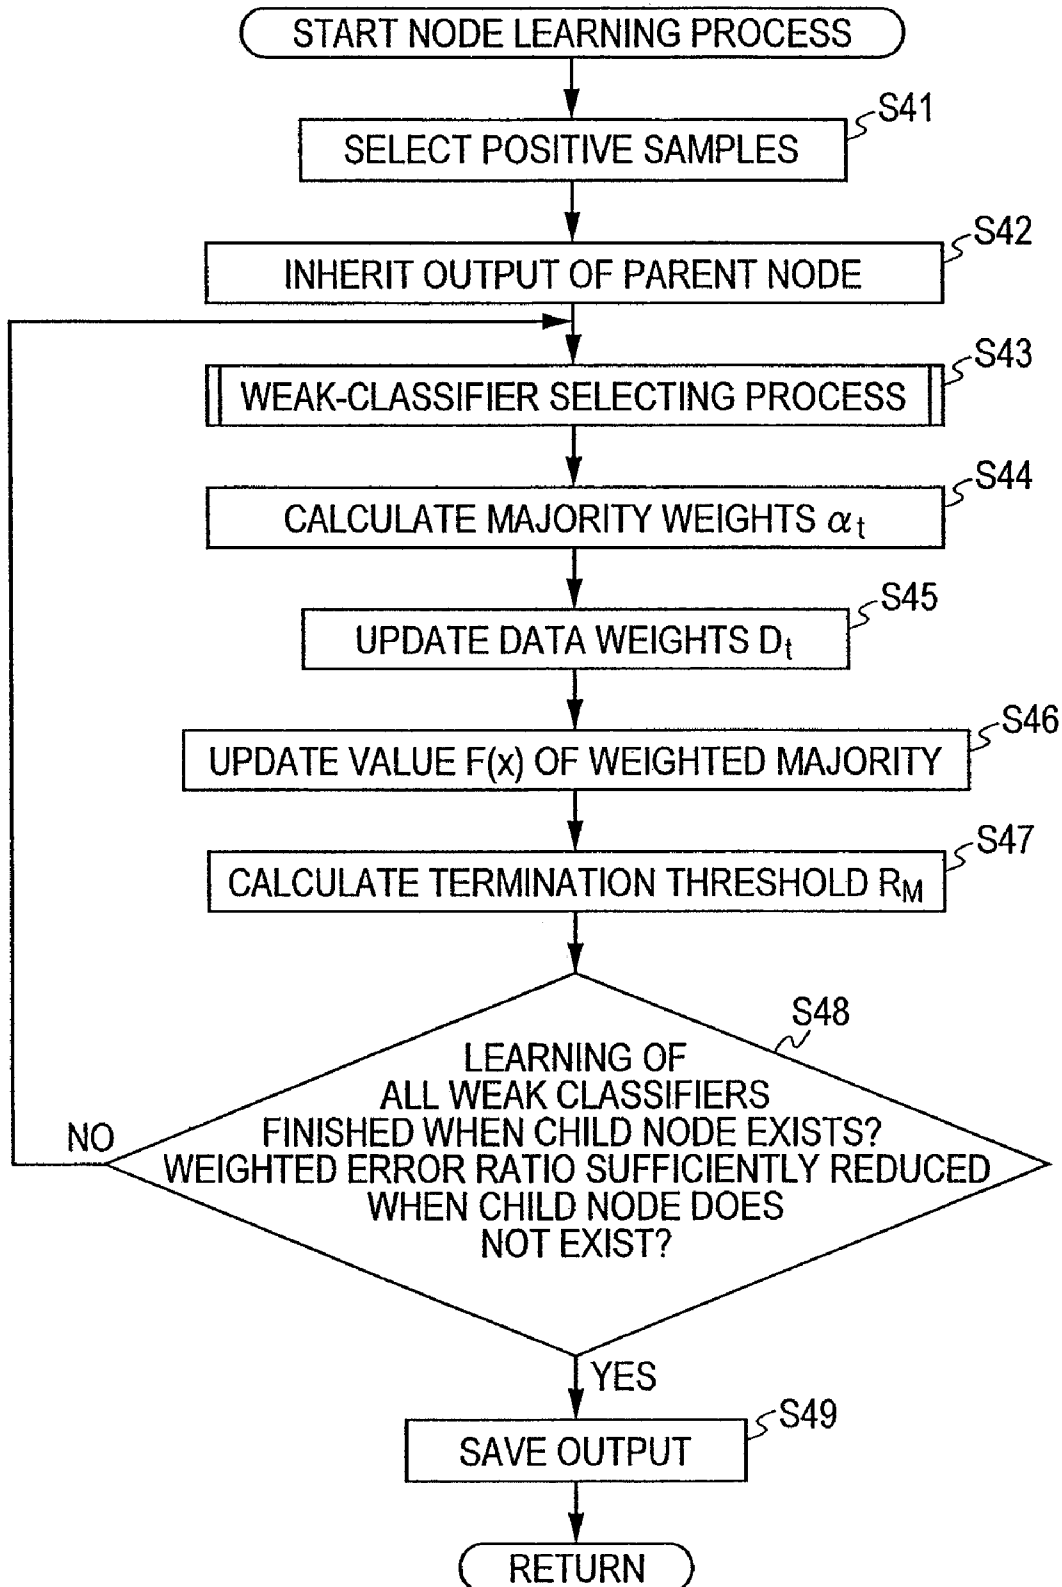 START NODE LEARNING PROCESS
S41
SELECT POSITIVE SAMPLES
S42
INHERIT OUTPUT OF PARENT NODE
S43
WEAK-CLASSIFIER SELECTING PROCESS
S44
CALCULATE MAJORITY WEIGHTS αt
S45
UPDATE DATA WEIGHTS Dt
S46
UPDATE VALUE F(x) OF WEIGHTED MAJORITY
S47
CALCULATE TERMINATION THRESHOLD RM
S48
LEARNING OF
ALL WEAK CLASSIFIERS
FINISHED WHEN CHILD NODE EXISTS?
WEIGHTED ERROR RATIO SUFFICIENTLY REDUCED
WHEN CHILD NODE DOES
NOT EXIST?
NO
YES
S49
SAVE OUTPUT
RETURN